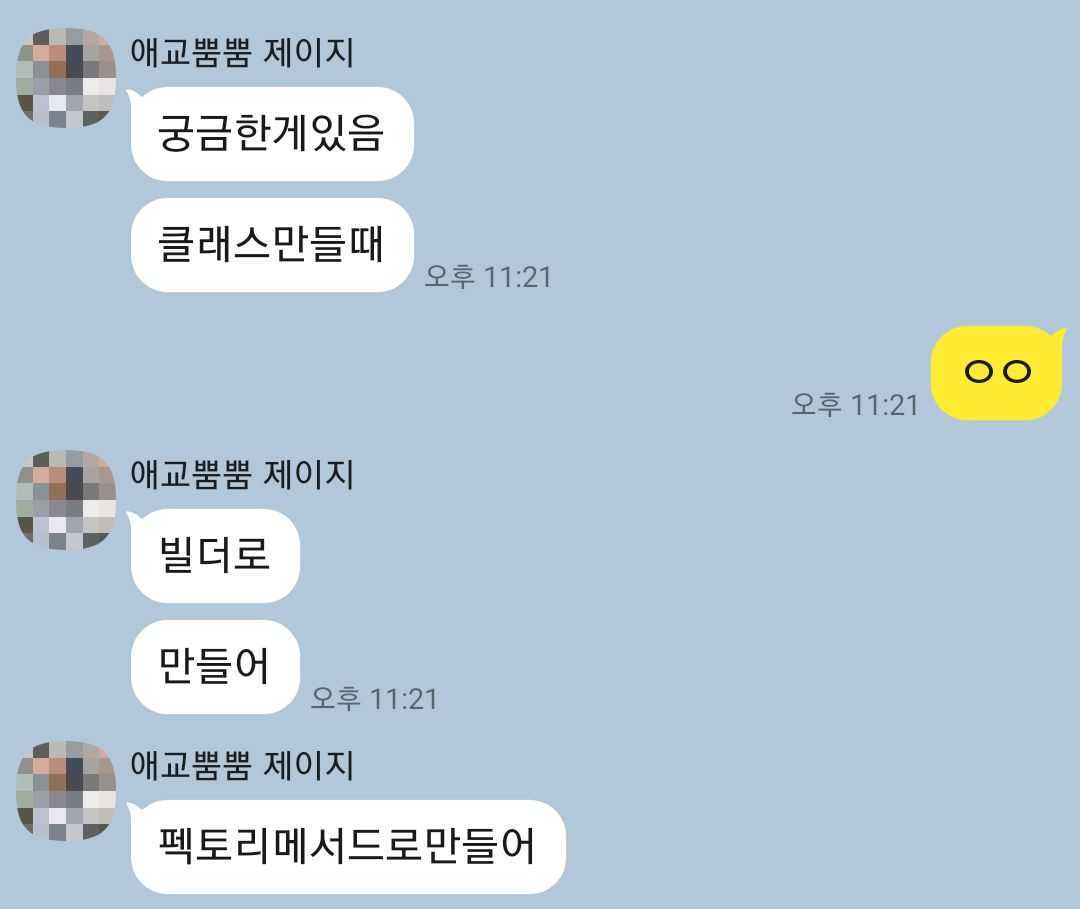 애교뿜뿜 제이지
궁금한게있음
클래스만들때
오후 11:21
오후 11:21 ㅇㅇ
애교뿜뿜 제이지
빌더로
만들어
오후 11:21
애교뿜뿜 제이지
펙토리메서드로만들어